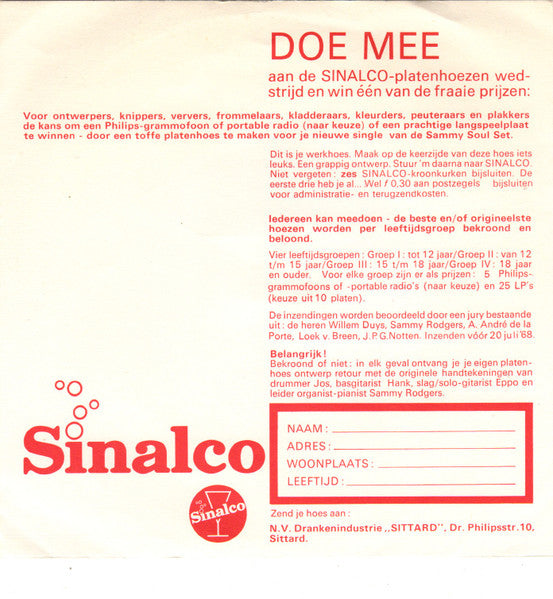 DOE MEE
aan de SINALCO-platenhoezen wed-
strijd en win één van de fraaie prijzen:
Voor ontwerpers, knippers, ververs, frommelaars, kladderaars, kleurders, peuteraars en plakkers
de kans om een Philips-grammofoon of portable radio (naar keuze) of een prachtige langspeelplaat
te winnen - door een toffe platenhoes te maken voor je nieuwe single van de Sammy Soul Set.
Dit is je werkhoes. Maak op de keerzijde van deze hoes iets
leuks. Een grappig ontwerp. Stuur 'm daarna naar SINALCO.
Niet vergeten: zes SINALCO-kroonkurken bijsluiten. De
eerste drie heb je al... Wel f 0,30 aan postzegels bijsluiten
voor administratie- en terugzendkosten.
Iedereen kan meedoen - de beste en/of origineelste
hoezen worden per leeftijdsgroep bekroond en
beloond.
Vier leeftijdsgroepen: Groep I: tot 12 jaar/Groep II: van 12
t/m 15 jaar/Groep III: 15 t/m 18 jaar/Groep IV: 18 jaar
en ouder. Voor elke groep zijn er als prijzen: 5 Philips-
grammofoons of -portable radio's (naar keuze) en 25 LP's
(keuze uit 10 platen).
De inzendingen worden beoordeeld door een jury bestaande
uit: de heren Willem Duys, Sammy Rodgers, A. André de la
Porte, Loek v. Breen, J.P.G.Notten. Inzenden vóór 20 juli '68.
Belangrijk!
Bekroond of niet: in elk geval ontvang je je eigen platen-
hoes ontwerp retour met de originele handtekeningen van
drummer Jos, basgitarist Hank, slag/solo-gitarist Eppo en
leider organist-pianist Sammy Rodgers.
Sinalco
Sinalco
NAAM:
ADRES:
WOONPLAATS:
LEEFTIJD:
Zend je hoes aan:
N.V. Drankenindustrie „SITTARD", Dr. Philipsstr. 10,
Sittard.